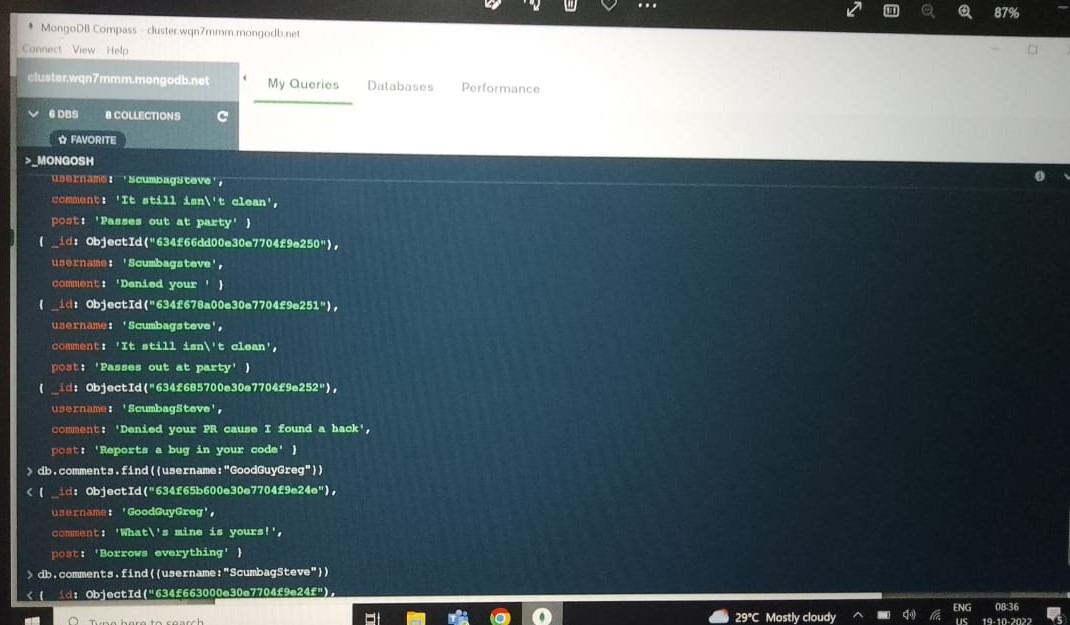 87%
MongoDB Compass - cluster.wqn7mmm.mongodb.net
Connect View Help
cluster.wqn7mmm.mongodb.net
My Queries Databases Performance
6 DBS 8 COLLECTIONS
FAVORITE
>_MONGOSH
username: 'ScumbagSteve',
comment: 'It still isn\'t clean',
post: 'Passes out at party' }
{ _id: ObjectId("634f66dd00e30e7704f9e250"),
username: 'Scumbagsteve',
comment: 'Denied your ' }
{ _id: ObjectId("634f678a00e30e7704f9e251"),
username: 'Scumbagsteve',
comment: 'It still isn\'t clean',
post: 'Passes out at party' }
{ _id: ObjectId("634f685700e30e7704f9e252"),
username: 'ScumbagSteve',
comment: 'Denied your PR cause I found a hack',
post: 'Reports a bug in your code' }
> db.comments.find({username:"GoodGuyGreg"})
< { _id: ObjectId("634f65b600e30e7704f9e24e"),
username: 'GoodGuyGreg',
comment: 'What\'s mine is yours!',
post: 'Borrows everything' }
> db.comments.find({username:"ScumbagSteve"})
< { _id: ObjectId("634f663000e30e7704f9e24f"),
Type here to search
29°C Mostly cloudy
ENG
US
08:36
19-10-2022
5